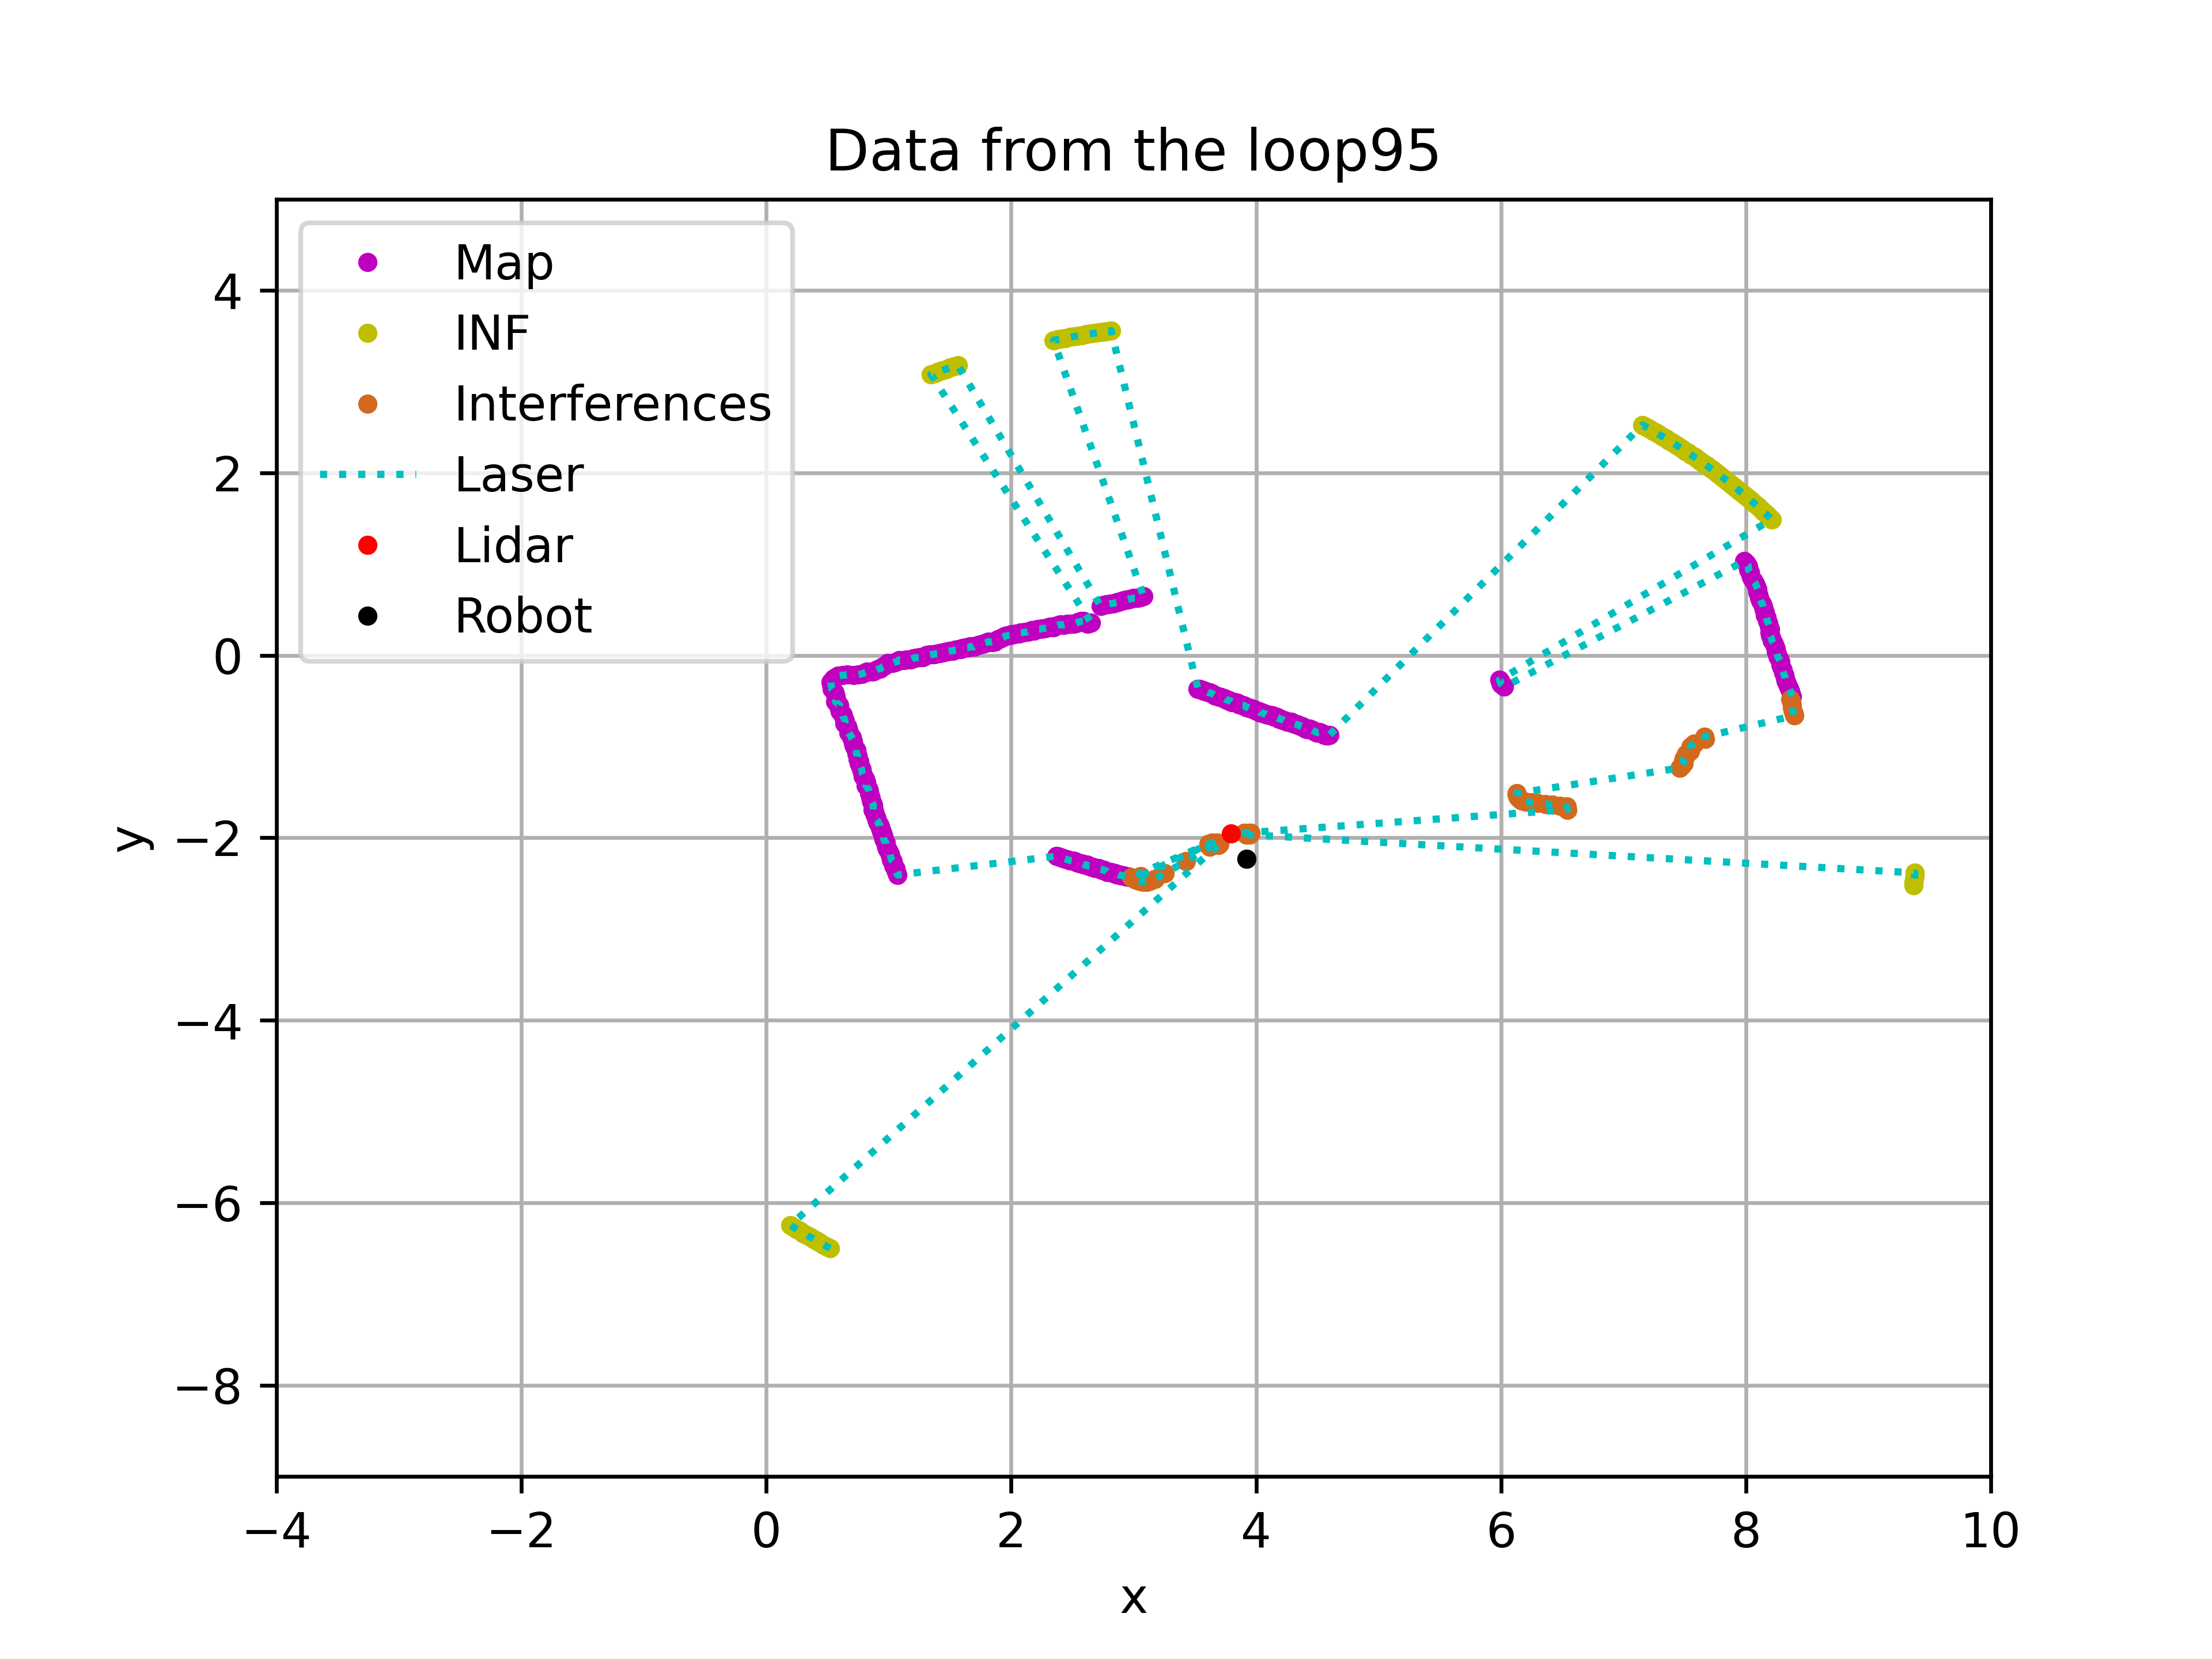 Data from the loop95
Map
INF
Interferences
Laser
Lidar
Robot
4
2
0
−2
−4
−6
−8
y
−4 −2 0 2 4 6 8 10
x